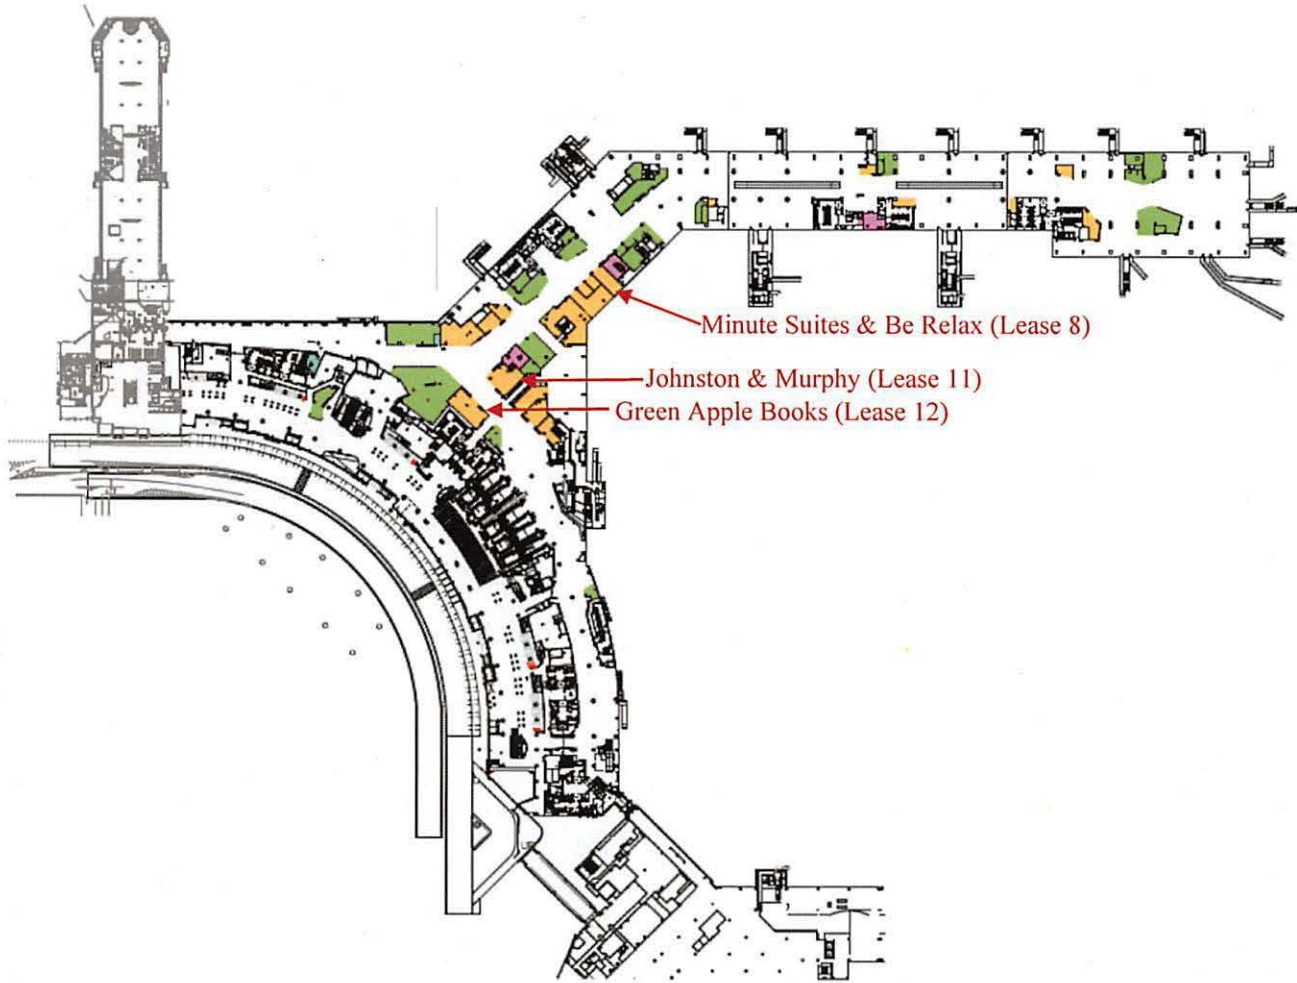 Minute Suites & Be Relax (Lease 8)
Johnston & Murphy (Lease 11)
Green Apple Books (Lease 12)